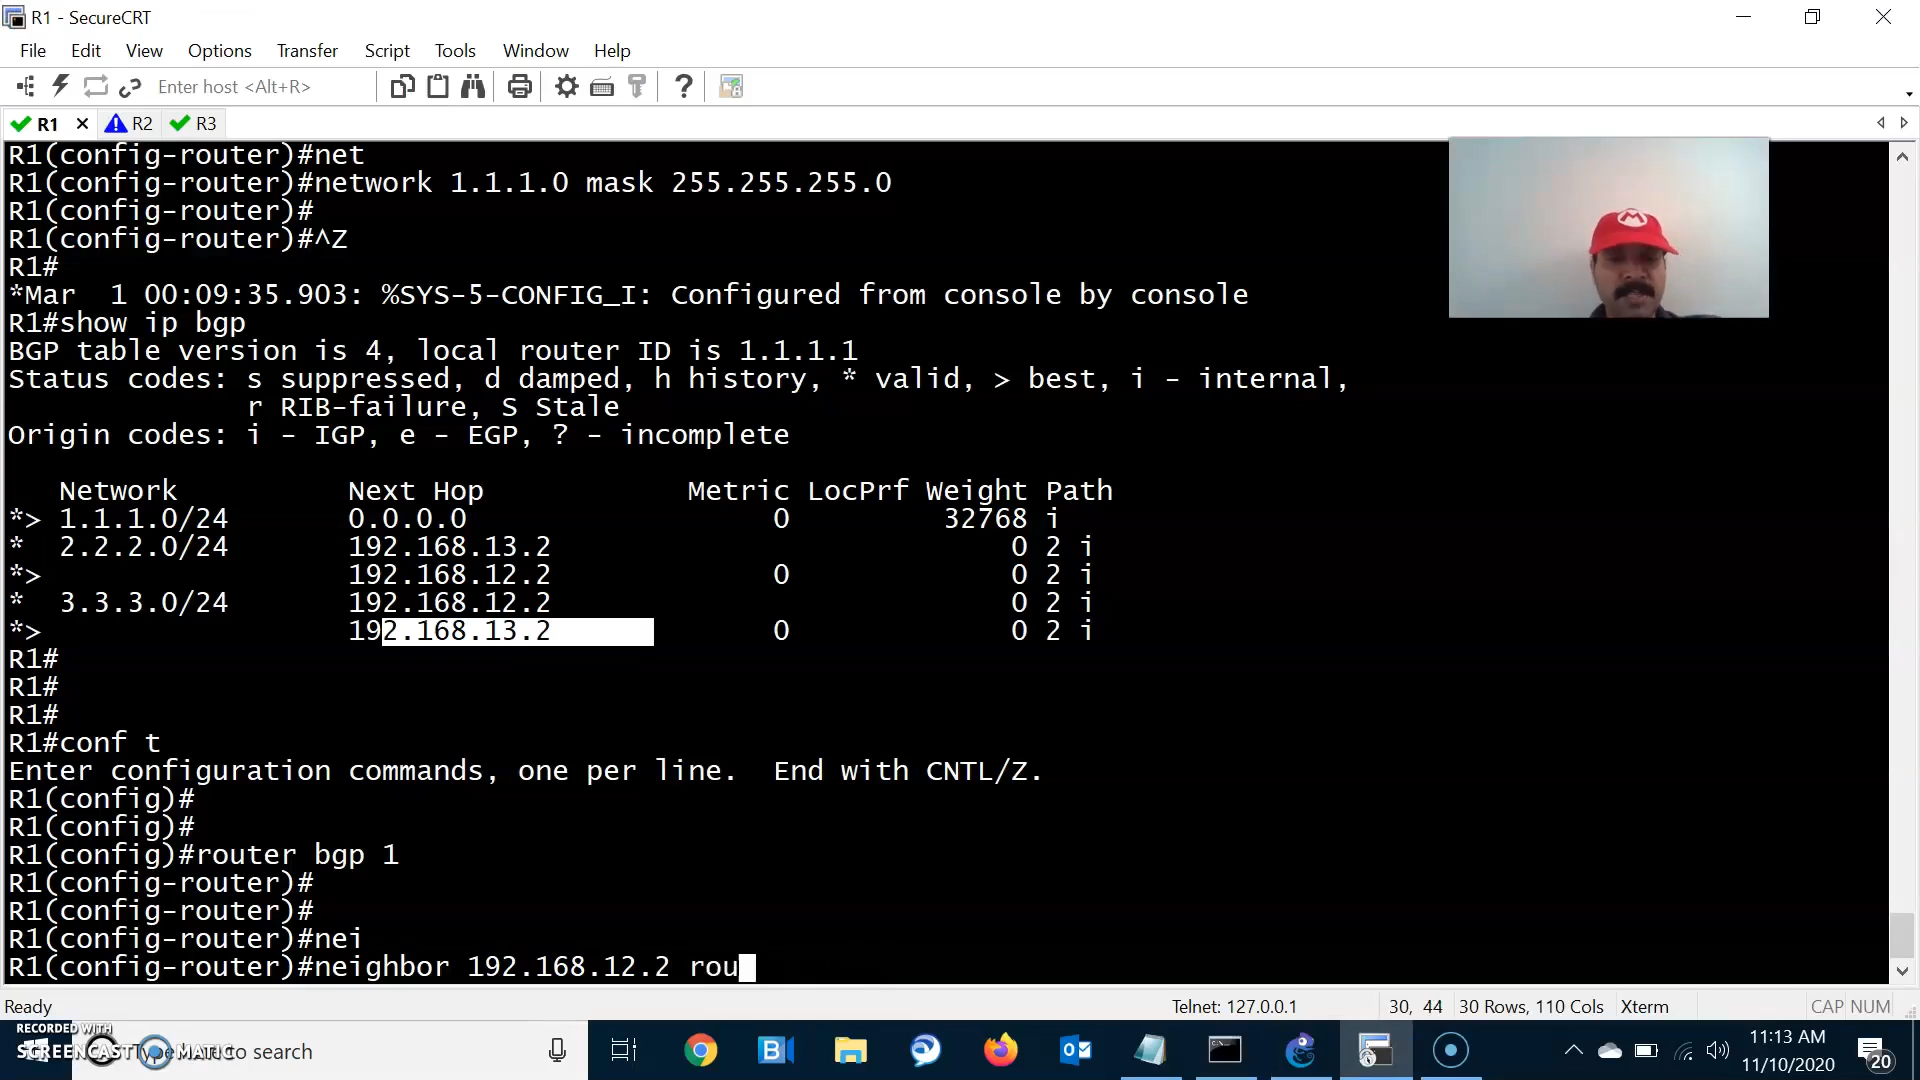 R1 - SecureCRT
File Edit View Options Transfer Script Tools Window Help
Enter host <Alt+R>
R1 R2 R3
R1(config-router)#net
R1(config-router)#network 1.1.1.0 mask 255.255.255.0
R1(config-router)#
R1(config-router)#^Z
R1#
*Mar  1 00:09:35.903: %SYS-5-CONFIG_I: Configured from console by console
R1#show ip bgp
BGP table version is 4, local router ID is 1.1.1.1
Status codes: s suppressed, d damped, h history, * valid, > best, i - internal,
              r RIB-failure, S Stale
Origin codes: i - IGP, e - EGP, ? - incomplete
   Network          Next Hop            Metric LocPrf Weight Path
*> 1.1.1.0/24       0.0.0.0                  0         32768 i
*  2.2.2.0/24       192.168.13.2                           0 2 i
*>                  192.168.12.2             0             0 2 i
*  3.3.3.0/24       192.168.12.2                           0 2 i
*>                  192.168.13.2             0             0 2 i
R1#
R1#
R1#
R1#conf t
Enter configuration commands, one per line.  End with CNTL/Z.
R1(config)#
R1(config)#
R1(config)#router bgp 1
R1(config-router)#
R1(config-router)#
R1(config-router)#nei
R1(config-router)#neighbor 192.168.12.2 rou
Ready Telnet: 127.0.0.1 30, 44 30 Rows, 110 Cols Xterm CAP NUM
RECORDED WITH
SCREENCAST MATIC
to search
11:13 AM
11/10/2020
20